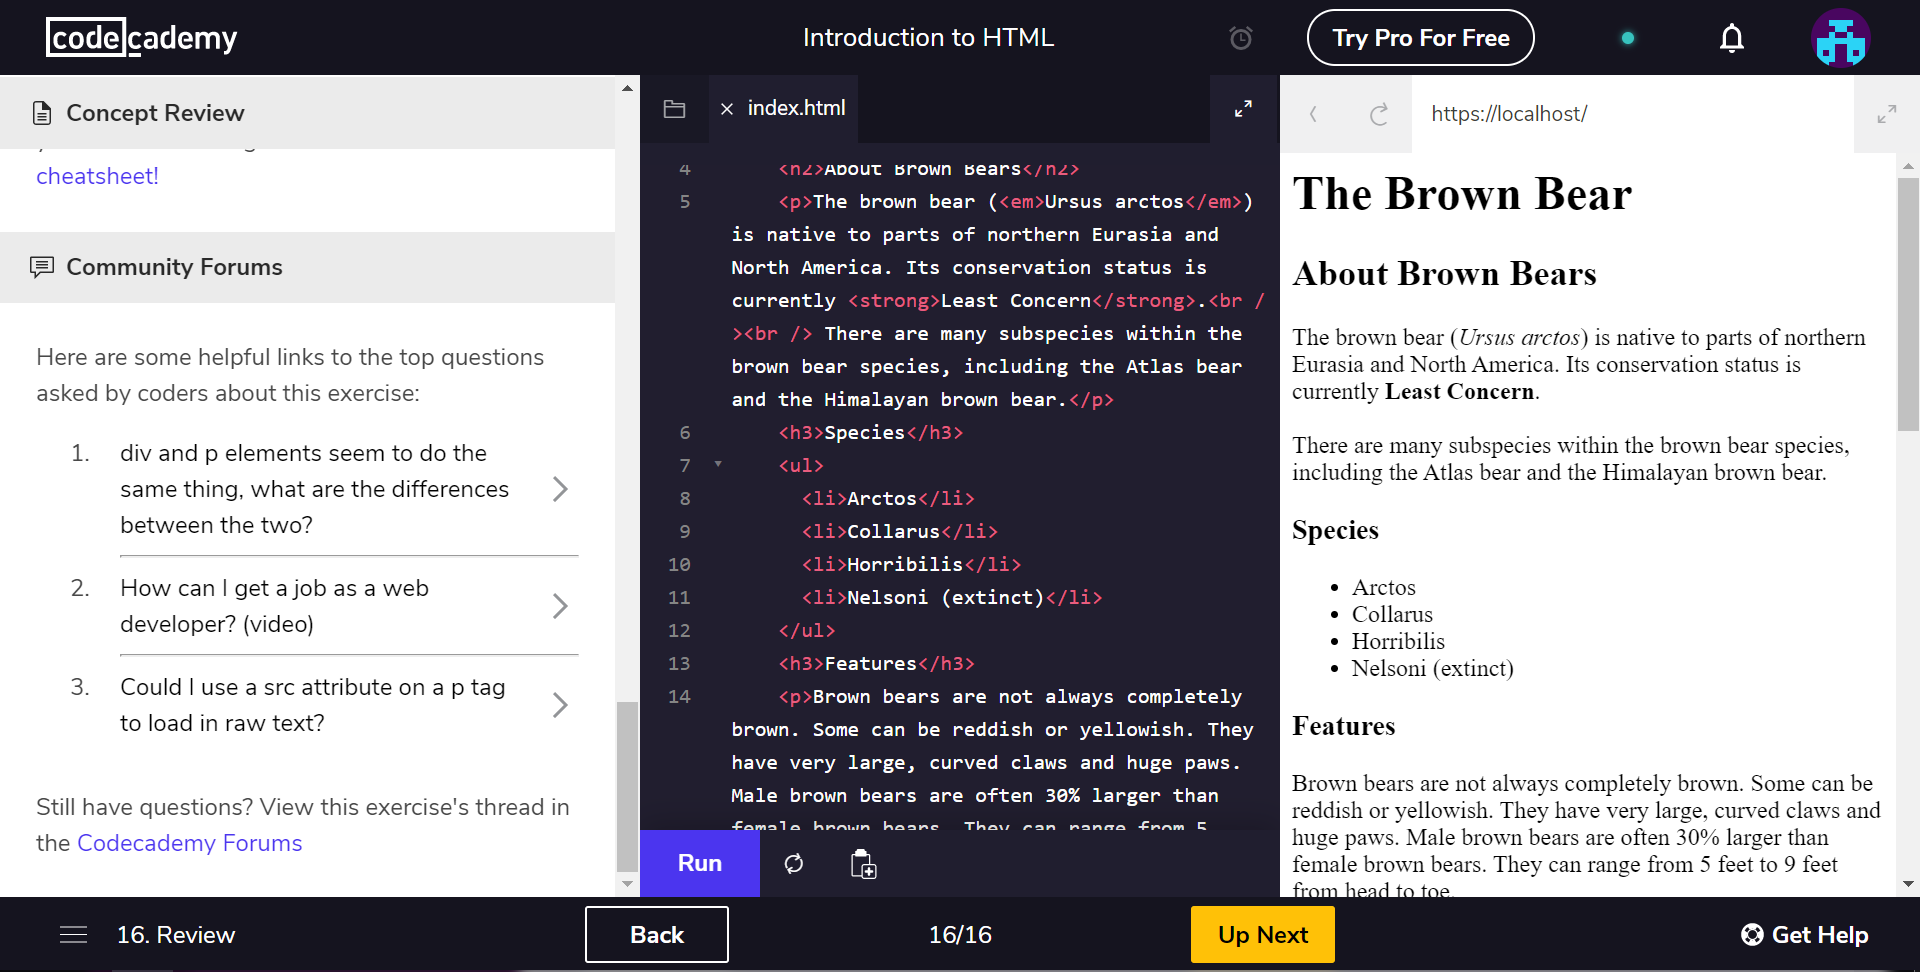 codecademy
Introduction to HTML
Try Pro For Free
Concept Review
cheatsheet!
Community Forums
Here are some helpful links to the top questions
asked by coders about this exercise:
1. div and p elements seem to do the
same thing, what are the differences
between the two?
2. How can I get a job as a web
developer? (video)
3. Could I use a src attribute on a p tag
to load in raw text?
Still have questions? View this exercise's thread in
the Codecademy Forums
index.html
4 <h2>About Brown Bears</h2>
5 <p>The brown bear (<em>Ursus arctos</em>)
is native to parts of northern Eurasia and
North America. Its conservation status is
currently <strong>Least Concern</strong>.<br /
><br /> There are many subspecies within the
brown bear species, including the Atlas bear
and the Himalayan brown bear.</p>
6 <h3>Species</h3>
7 <ul>
8 <li>Arctos</li>
9 <li>Collarus</li>
10 <li>Horribilis</li>
11 <li>Nelsoni (extinct)</li>
12 </ul>
13 <h3>Features</h3>
14 <p>Brown bears are not always completely
brown. Some can be reddish or yellowish. They
have very large, curved claws and huge paws.
Male brown bears are often 30% larger than
female brown bears. They can range from 5
Run
https://localhost/
The Brown Bear
About Brown Bears
The brown bear (Ursus arctos) is native to parts of northern
Eurasia and North America. Its conservation status is
currently Least Concern.
There are many subspecies within the brown bear species,
including the Atlas bear and the Himalayan brown bear.
Species
• Arctos
• Collarus
• Horribilis
• Nelsoni (extinct)
Features
Brown bears are not always completely brown. Some can be
reddish or yellowish. They have very large, curved claws and
huge paws. Male brown bears are often 30% larger than
female brown bears. They can range from 5 feet to 9 feet
from head to toe.
16. Review
Back
16/16
Up Next
Get Help